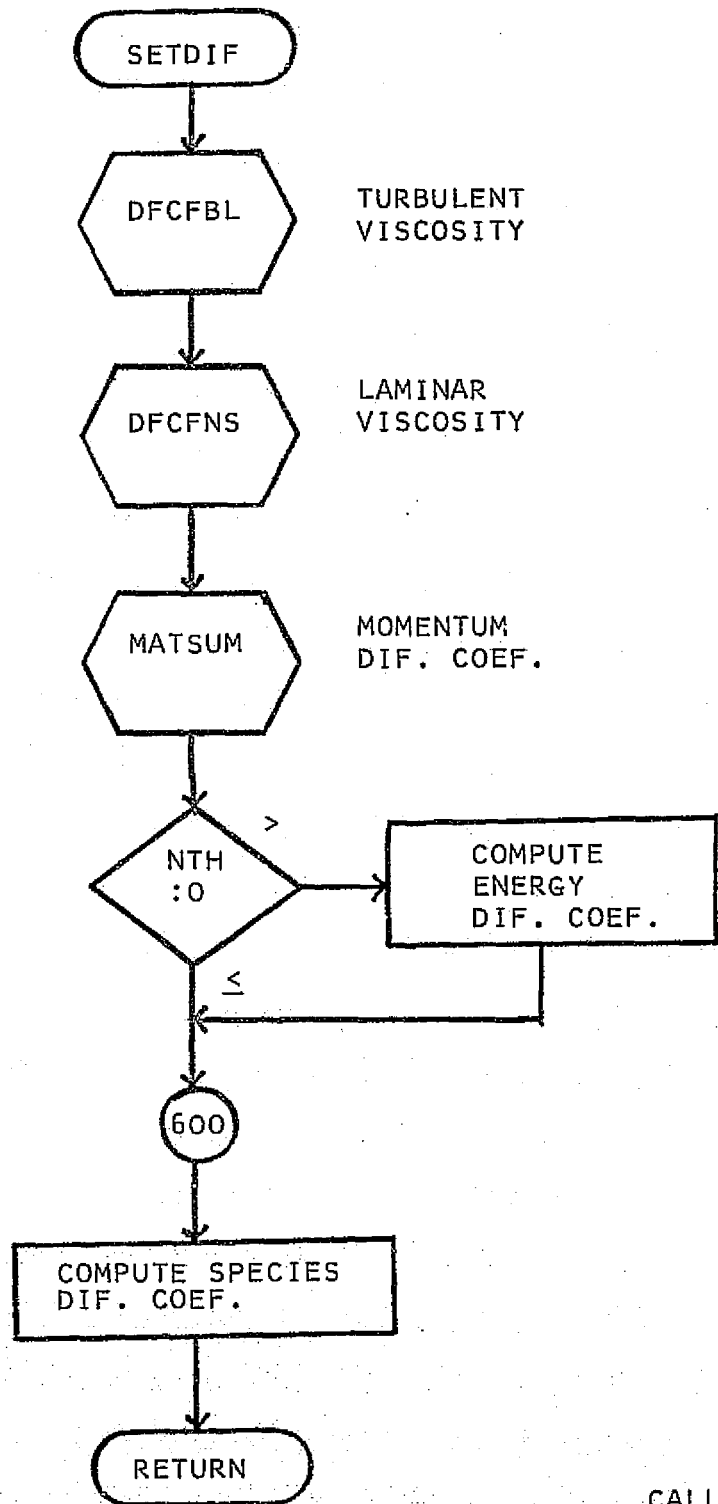 SETDIF
DFCFBL
TURBULENT
VISCOSITY
DFCFNS
LAMINAR
VISCOSITY
MATSUM
MOMENTUM
DIF. COEF.
>
NTH
:0
COMPUTE
ENERGY
DIF. COEF.
≤
600
COMPUTE SPECIES
DIF. COEF.
RETURN
CALL